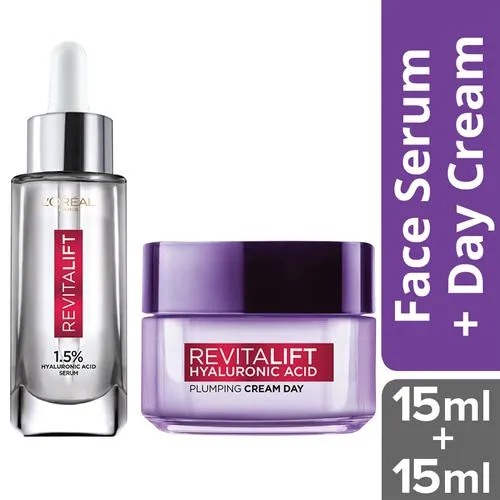 L'ORÉAL
PARIS
REVITALIFT
1.5%
HYALURONIC ACID
SERUM
REVITALIFT
HYALURONIC ACID
PLUMPING CREAM DAY
Face Serum
+ Day Cream
15ml
+
15ml